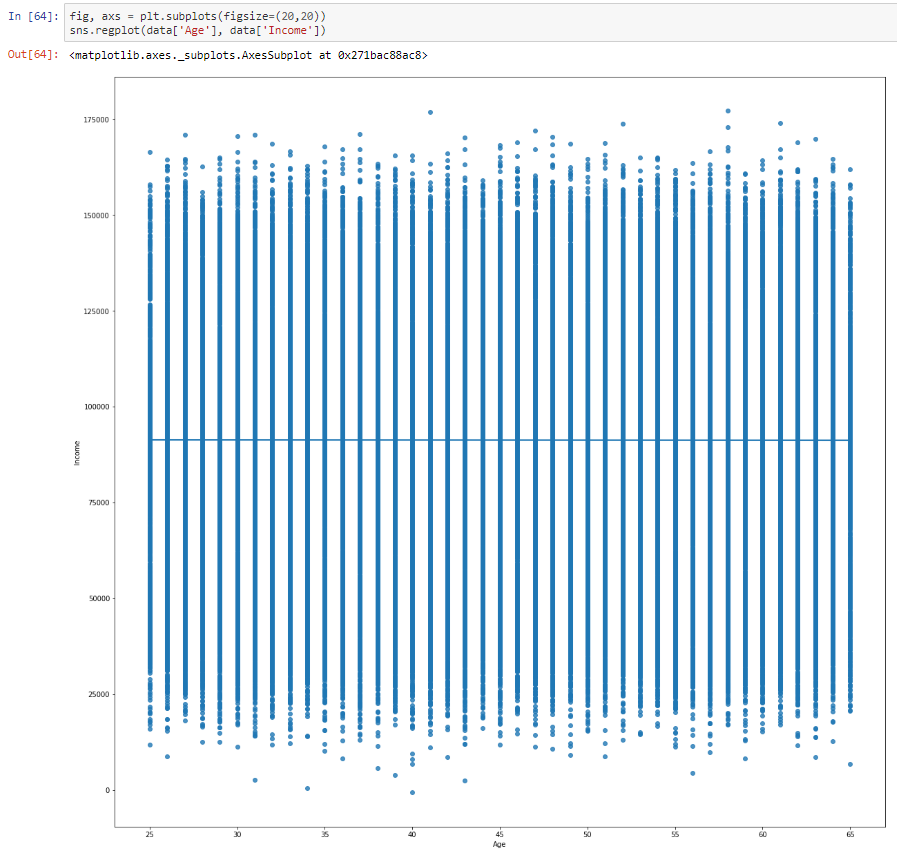 In [64]: fig, axs = plt.subplots(figsize=(20,20))
sns.regplot(data['Age'], data['Income'])
Out[64]: <matplotlib.axes._subplots.AxesSubplot at 0x271bac88ac8>
175000
150000
125000
100000
75000
50000
25000
0
Income
25 30 35 40 45 50 55 60 65
Age